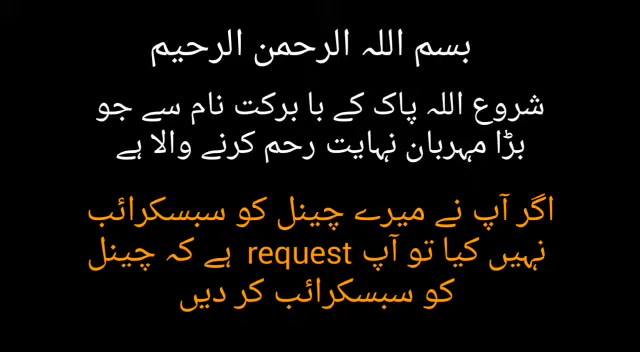 بسم اللہ الرحمن الرحیم
شروع اللہ پاک کے با برکت نام سے جو
بڑا مہربان نہایت رحم کرنے والا ہے
اگر آپ نے میرے چینل کو سبسکرائب
نہیں کیا تو آپ request ہے کہ چینل
کو سبسکرائب کر دیں